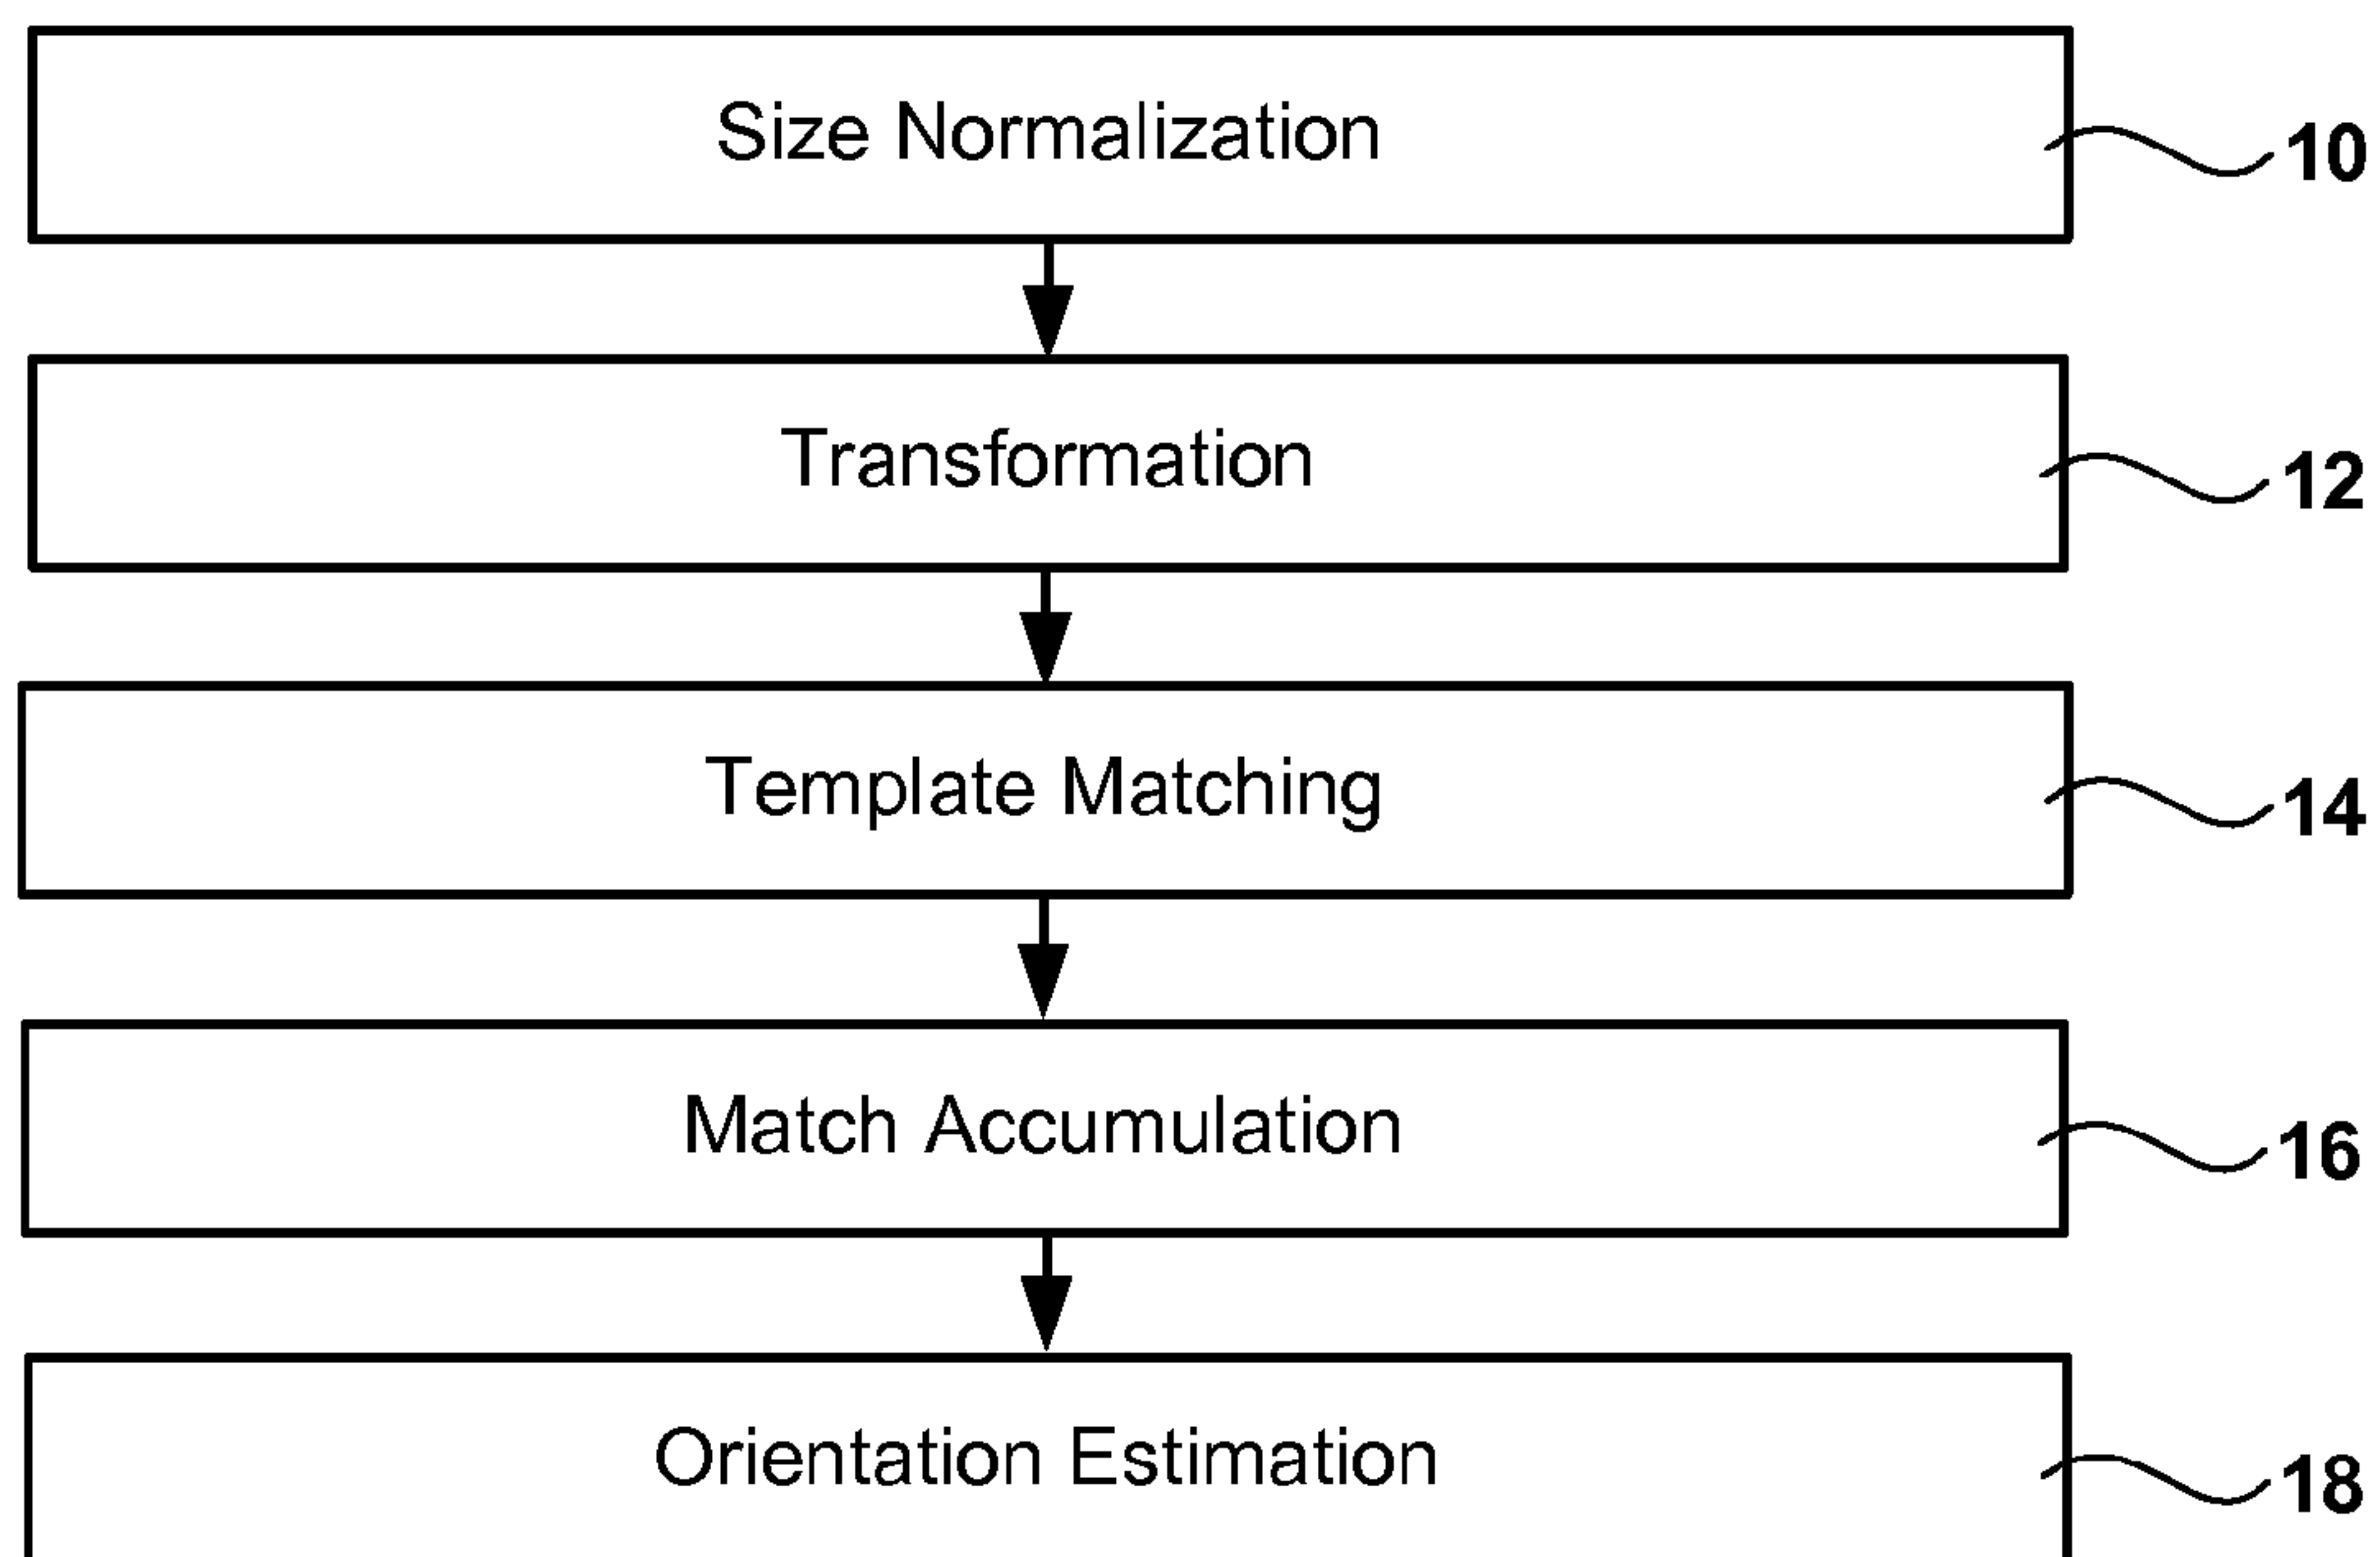 Size Normalization 10
Transformation 12
Template Matching 14
Match Accumulation 16
Orientation Estimation 18